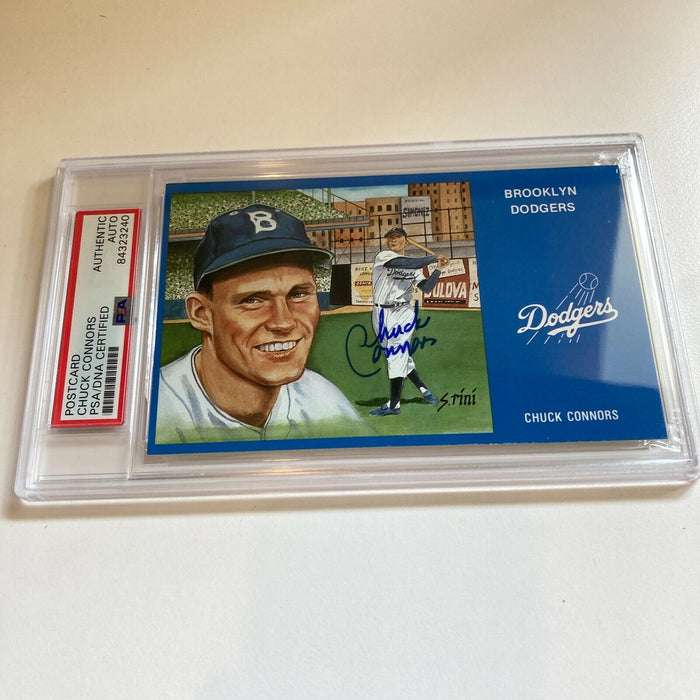 POSTCARD
CHUCK CONNORS
PSA/DNA CERTIFIED
AUTHENTIC
AUTO
84323240
PSA
B
SIMONIZ
Dodgers
BULOVA
Chuck
Connors
s.rini
BROOKLYN
DODGERS
Dodgers
CHUCK CONNORS